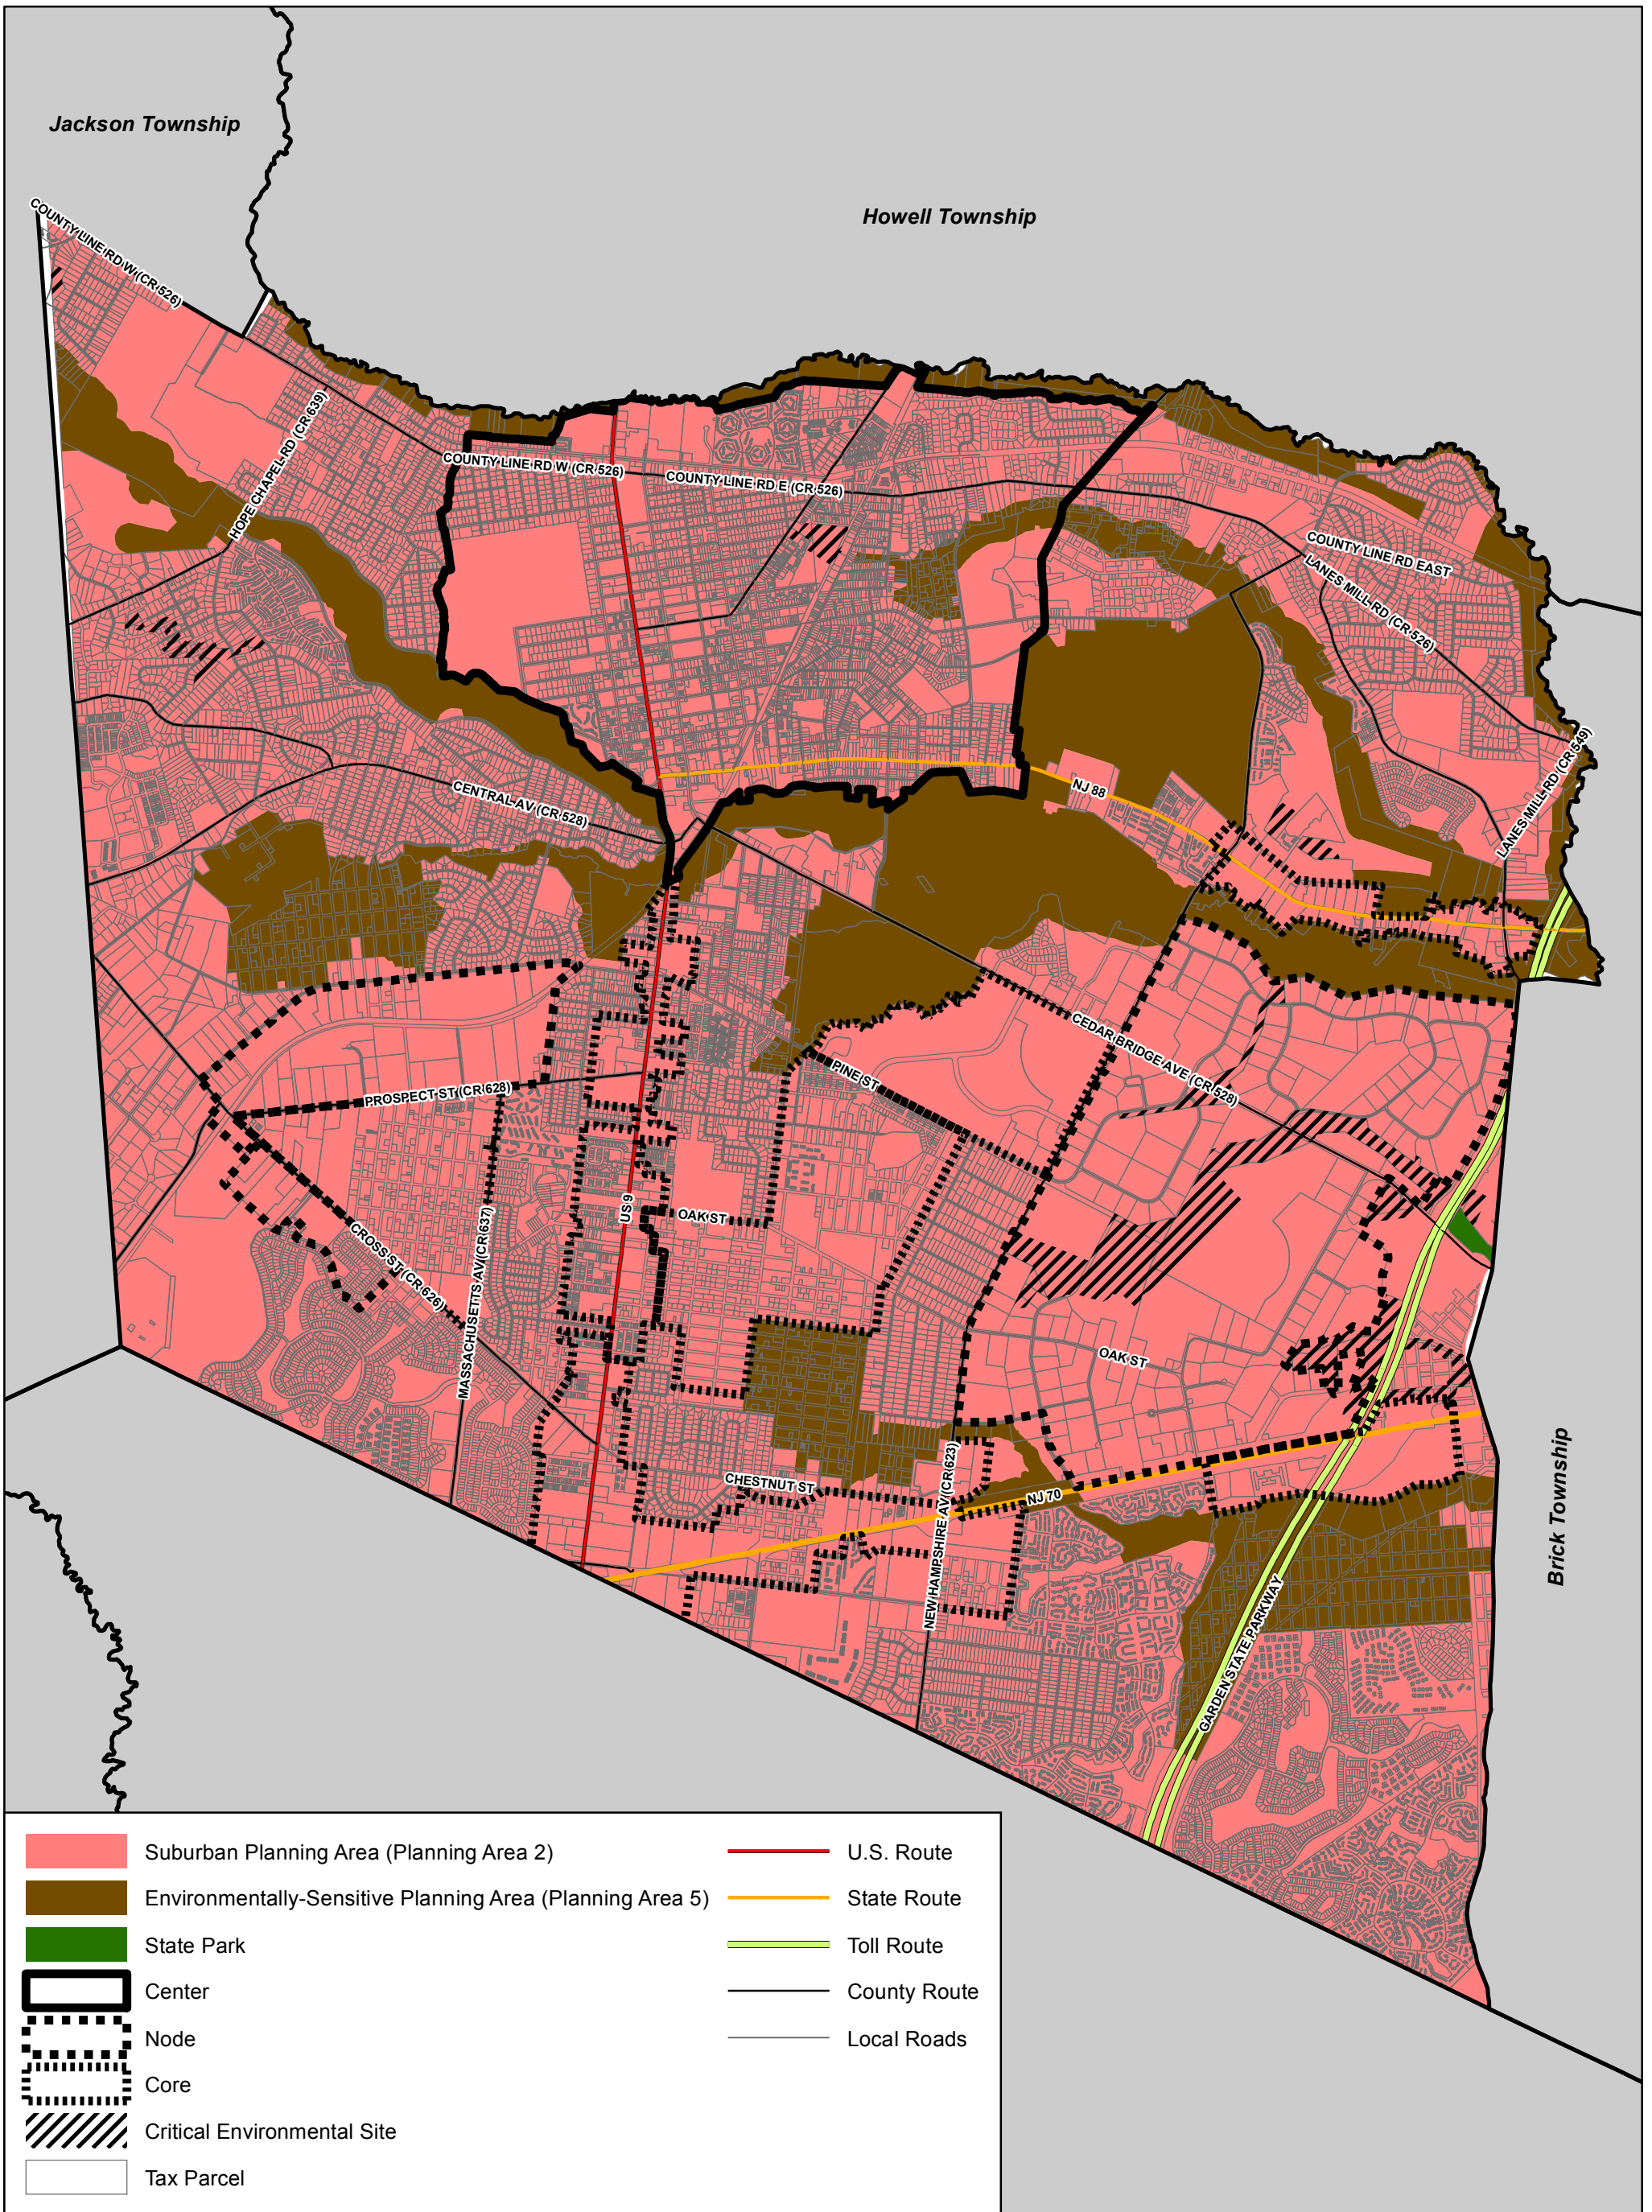 Jackson Township
Howell Township
COUNTY LINE RD W (CR 526)
HOPE CHAPEL RD (CR 639)
COUNTY LINE RD W (CR 526)
COUNTY LINE RD E (CR 526)
COUNTY LINE RD EAST
LANES MILL RD (CR 526)
LANES MILL RD (CR 549)
CENTRAL AV (CR 528)
NJ 88
CEDAR BRIDGE AVE (CR 528)
PINE ST
PROSPECT ST (CR 628)
US 9
OAK ST
CROSS ST (CR 626)
MASSACHUSETTS AV (CR 637)
OAK ST
CHESTNUT ST
NEW HAMPSHIRE AV (CR 623)
NJ 70
Brick Township
GARDEN STATE PARKWAY
Suburban Planning Area (Planning Area 2)
Environmentally-Sensitive Planning Area (Planning Area 5)
State Park
Center
Node
Core
Critical Environmental Site
Tax Parcel
U.S. Route
State Route
Toll Route
County Route
Local Roads